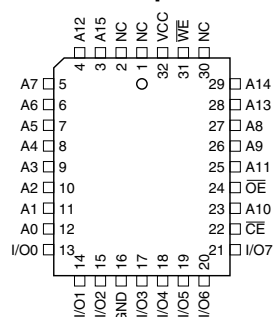 A12 A15 NC NC VCC W̅E̅ NC
4 3 2 1 32 31 30
A7 5 29 A14
A6 6 28 A13
A5 7 27 A8
A4 8 26 A9
A3 9 25 A11
A2 10 24 O̅E̅
A1 11 23 A10
A0 12 22 C̅E̅
I/O0 13 21 I/O7
14 15 16 17 18 19 20
I/O1 I/O2 GND I/O3 I/O4 I/O5 I/O6